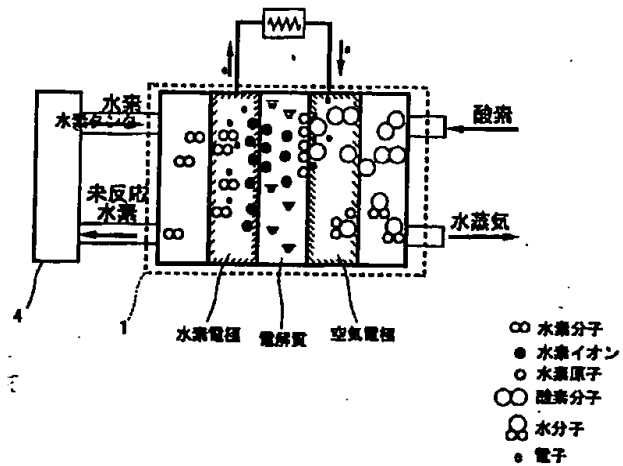 水素
水素タンク
酸素
未反応
水素
水蒸気
4
1
水素電極
電解質
空気電極
水素分子
水素イオン
水素原子
酸素分子
水分子
e 電子